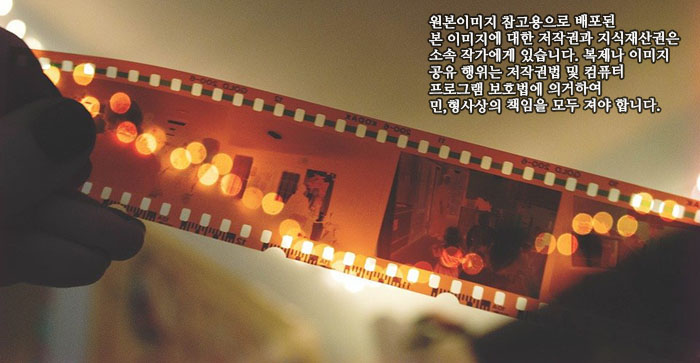 원본이미지 참고용으로 배포된
본 이미지에 대한 저작권과 지식재산권은
소속 작가에게 있습니다. 복제나 이미지
공유 행위는 저작권법 및 컴퓨터
프로그램 보호법에 의거하여
민,형사상의 책임을 모두 져야 합니다.